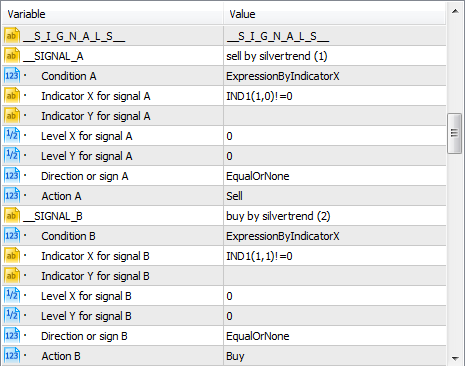 Variable Value
ab __S_I_G_N_A_L_S__ __S_I_G_N_A_L_S__
ab __SIGNAL_A sell by silvertrend (1)
123 · Condition A ExpressionByIndicatorX
ab · Indicator X for signal A IND1(1,0)!=0
ab · Indicator Y for signal A
1/2 · Level X for signal A 0
1/2 · Level Y for signal A 0
123 · Direction or sign A EqualOrNone
123 · Action A Sell
ab __SIGNAL_B buy by silvertrend (2)
123 · Condition B ExpressionByIndicatorX
ab · Indicator X for signal B IND1(1,1)!=0
ab · Indicator Y for signal B
1/2 · Level X for signal B 0
1/2 · Level Y for signal B 0
123 · Direction or sign B EqualOrNone
123 · Action B Buy